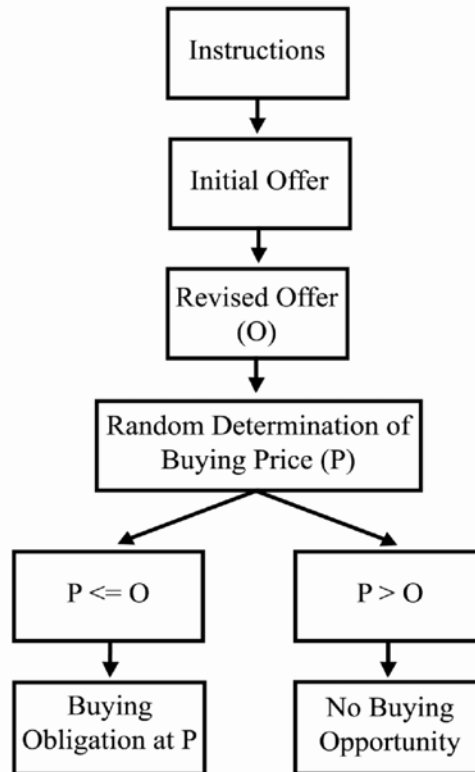 Instructions
Initial Offer
Revised Offer
(O)
Random Determination of
Buying Price (P)
P <= O
P > O
Buying
Obligation at P
No Buying
Opportunity